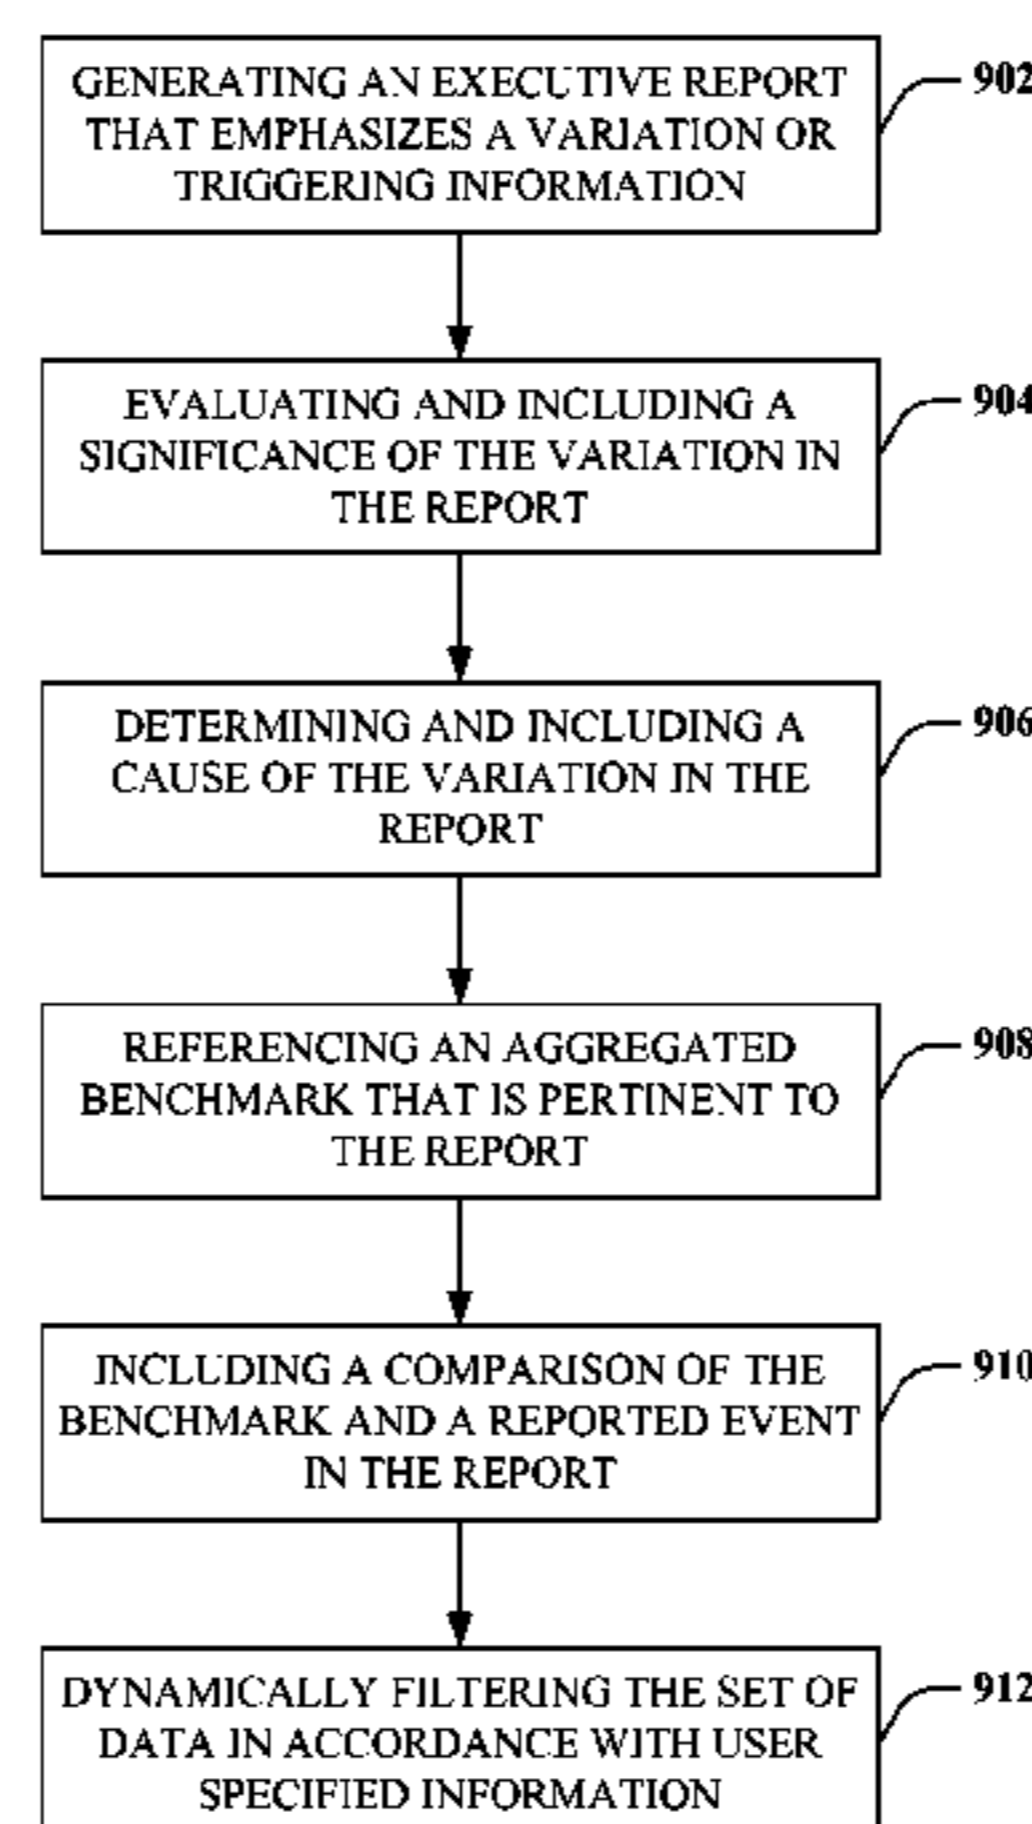 GENERATING AN EXECUTIVE REPORT
THAT EMPHASIZES A VARIATION OR
TRIGGERING INFORMATION
902
EVALUATING AND INCLUDING A
SIGNIFICANCE OF THE VARIATION IN
THE REPORT
904
DETERMINING AND INCLUDING A
CAUSE OF THE VARIATION IN THE
REPORT
906
REFERENCING AN AGGREGATED
BENCHMARK THAT IS PERTINENT TO
THE REPORT
908
INCLUDING A COMPARISON OF THE
BENCHMARK AND A REPORTED EVENT
IN THE REPORT
910
DYNAMICALLY FILTERING THE SET OF
DATA IN ACCORDANCE WITH USER
SPECIFIED INFORMATION
912